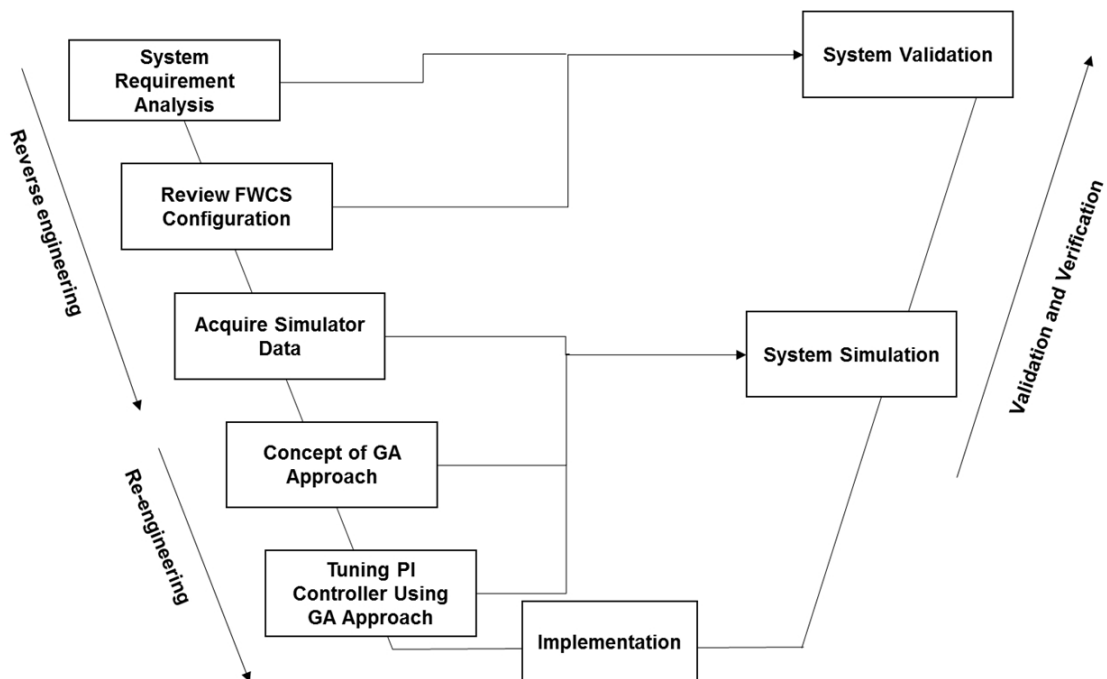 System
Requirement
Analysis
System Validation
Reverse engineering
Review FWCS
Configuration
Validation and Verification
Acquire Simulator
Data
System Simulation
Concept of GA
Approach
Re-engineering
Tuning PI
Controller Using
GA Approach
Implementation